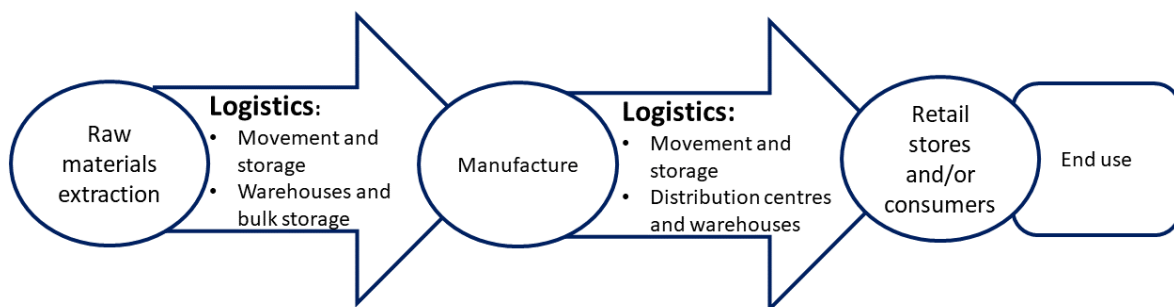 Raw
materials
extraction
Logistics:
• Movement and
storage
• Warehouses and
bulk storage
Manufacture
Logistics:
• Movement and
storage
• Distribution centres
and warehouses
Retail
stores
and/or
consumers
End use